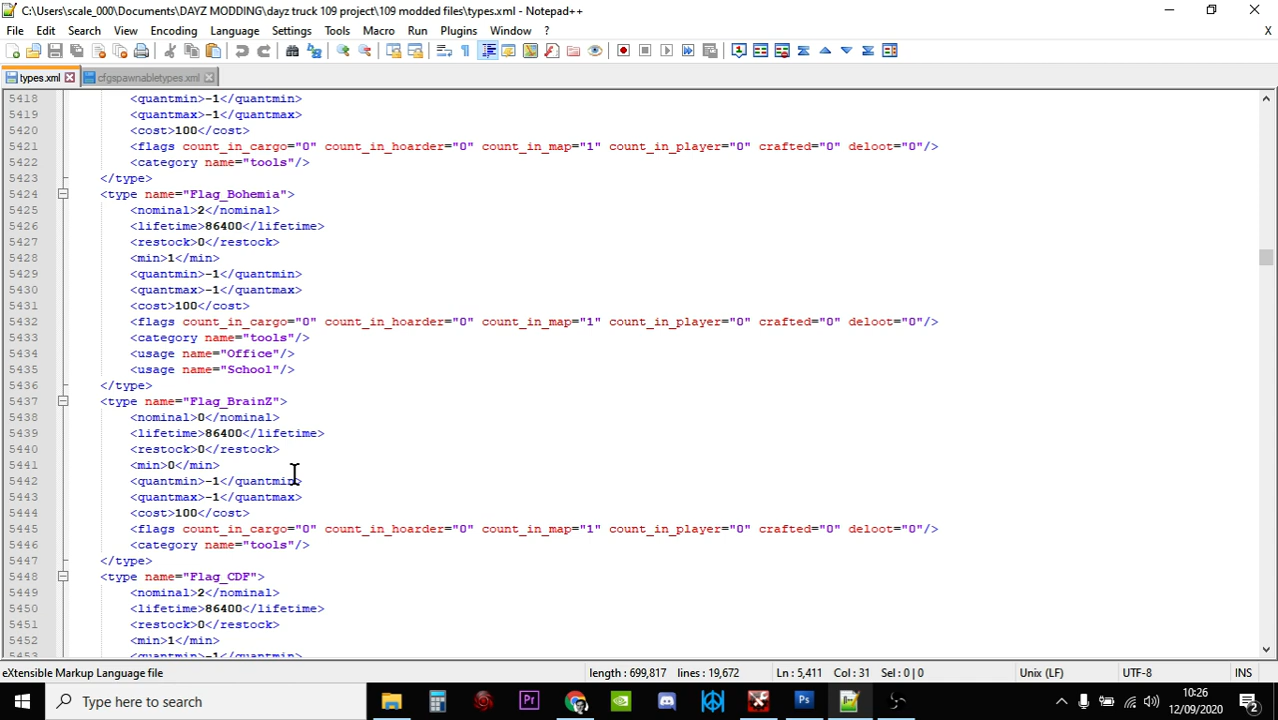 C:\Users\scale_000\Documents\DAYZ MODDING\dayz truck 109 project\109 modded files\types.xml - Notepad++
File Edit Search View Encoding Language Settings Tools Macro Run Plugins Window ? X
types.xml cfgspawnabletypes.xml
5418 <quantmin>-1</quantmin>
5419 <quantmax>-1</quantmax>
5420 <cost>100</cost>
5421 <flags count_in_cargo="0" count_in_hoarder="0" count_in_map="1" count_in_player="0" crafted="0" deloot="0"/>
5422 <category name="tools"/>
5423 </type>
5424 <type name="Flag_Bohemia">
5425 <nominal>2</nominal>
5426 <lifetime>86400</lifetime>
5427 <restock>0</restock>
5428 <min>1</min>
5429 <quantmin>-1</quantmin>
5430 <quantmax>-1</quantmax>
5431 <cost>100</cost>
5432 <flags count_in_cargo="0" count_in_hoarder="0" count_in_map="1" count_in_player="0" crafted="0" deloot="0"/>
5433 <category name="tools"/>
5434 <usage name="Office"/>
5435 <usage name="School"/>
5436 </type>
5437 <type name="Flag_BrainZ">
5438 <nominal>0</nominal>
5439 <lifetime>86400</lifetime>
5440 <restock>0</restock>
5441 <min>0</min>
5442 <quantmin>-1</quantmin>
5443 <quantmax>-1</quantmax>
5444 <cost>100</cost>
5445 <flags count_in_cargo="0" count_in_hoarder="0" count_in_map="1" count_in_player="0" crafted="0" deloot="0"/>
5446 <category name="tools"/>
5447 </type>
5448 <type name="Flag_CDF">
5449 <nominal>2</nominal>
5450 <lifetime>86400</lifetime>
5451 <restock>0</restock>
5452 <min>1</min>
5453 <quantmin>-1</quantmin>
eXtensible Markup Language file length : 699,817 lines : 19,672 Ln : 5,411 Col : 31 Sel : 0 | 0 Unix (LF) UTF-8 INS
Type here to search
10:26
12/09/2020
2